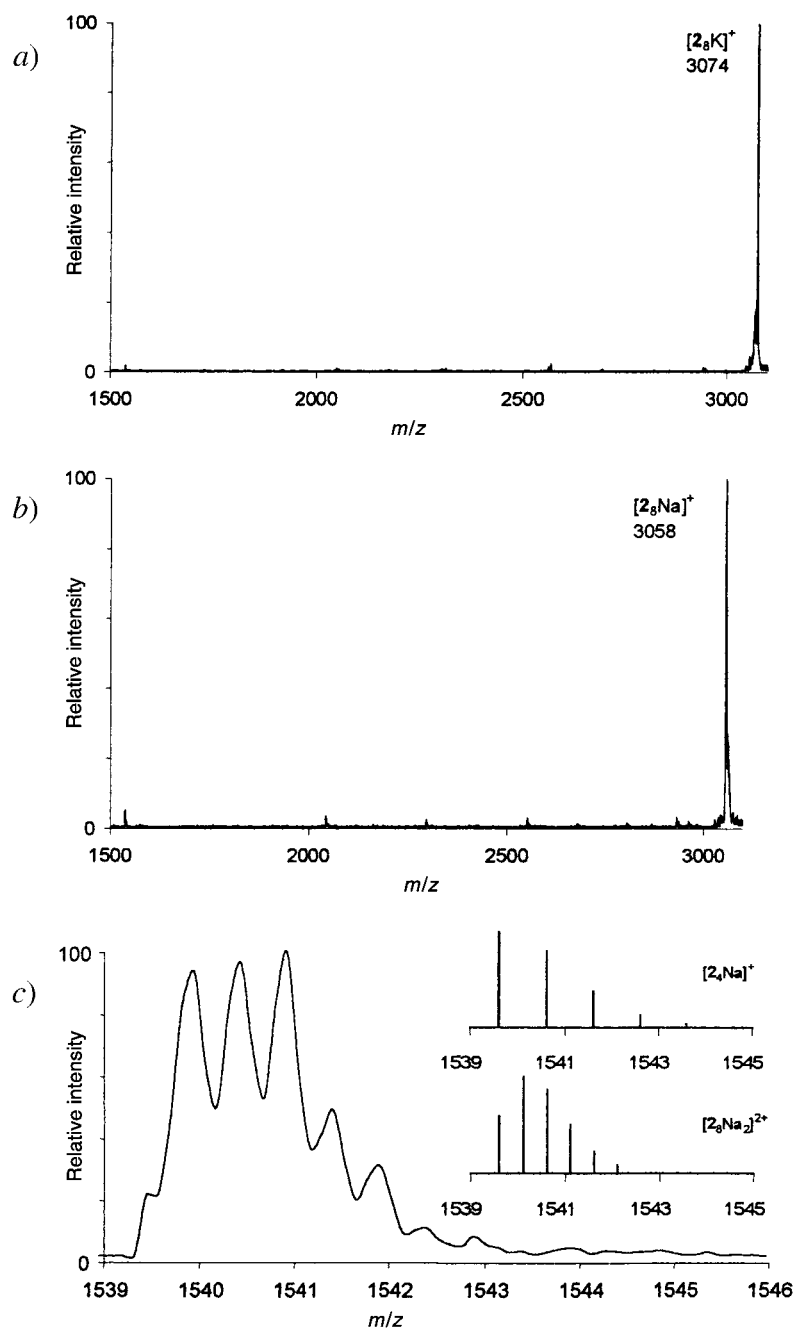 a)
100
[2₈K]⁺
3074
Relative intensity
0
1500 2000 2500 3000
m/z
b)
100
[2₈Na]⁺
3058
Relative intensity
0
1500 2000 2500 3000
m/z
c)
100
Relative intensity
0
[2₄Na]⁺
1539 1541 1543 1545
[2₈Na₂]²⁺
1539 1541 1543 1545
1539 1540 1541 1542 1543 1544 1545 1546
m/z